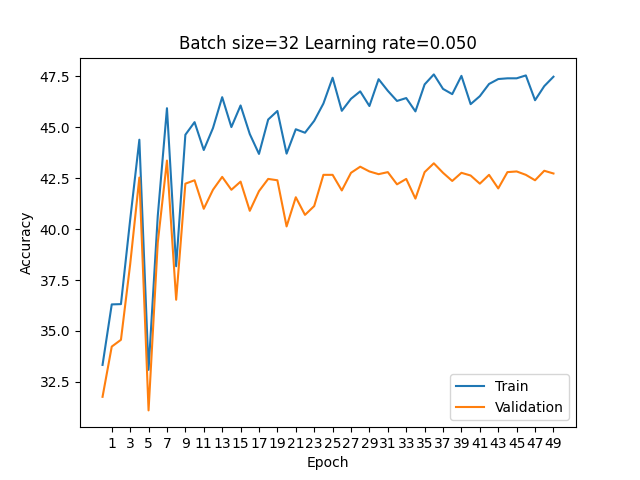 Batch size=32 Learning rate=0.050
Accuracy
47.5
45.0
42.5
40.0
37.5
35.0
32.5
Train
Validation
1 3 5 7 9 11 13 15 17 19 21 23 25 27 29 31 33 35 37 39 41 43 45 47 49
Epoch